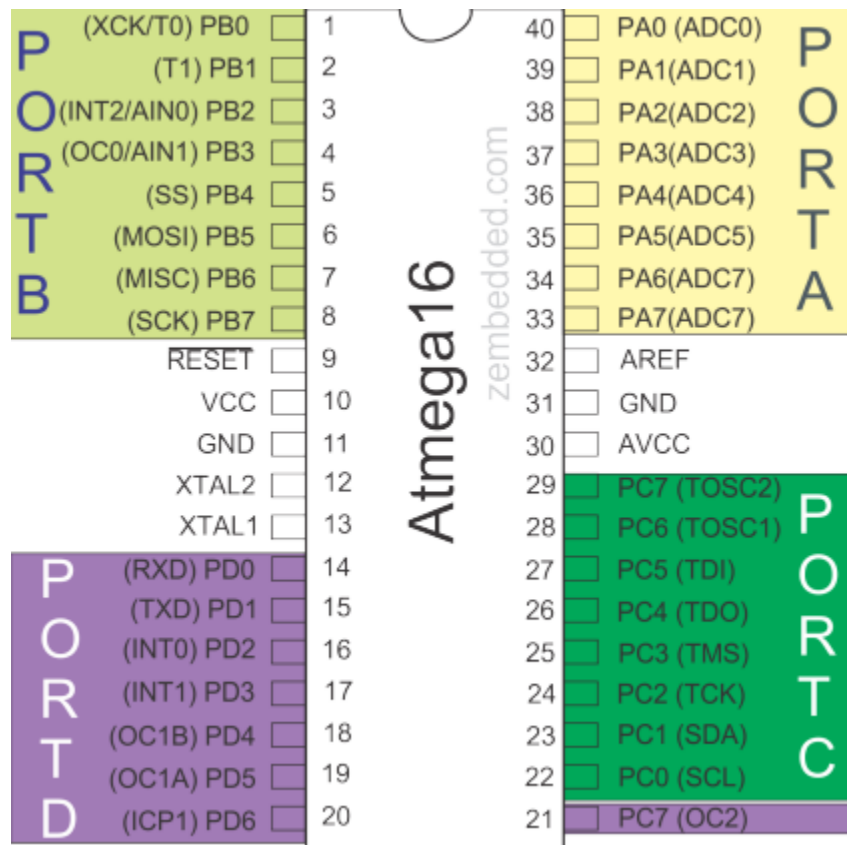 PORTB
(XCK/T0) PB0 1
(T1) PB1 2
(INT2/AIN0) PB2 3
(OC0/AIN1) PB3 4
(SS) PB4 5
(MOSI) PB5 6
(MISC) PB6 7
(SCK) PB7 8
RESET 9
VCC 10
GND 11
XTAL2 12
XTAL1 13
PORTD
(RXD) PD0 14
(TXD) PD1 15
(INT0) PD2 16
(INT1) PD3 17
(OC1B) PD4 18
(OC1A) PD5 19
(ICP1) PD6 20
Atmega16
zembedded.com
40 PA0 (ADC0)
39 PA1(ADC1)
38 PA2(ADC2)
37 PA3(ADC3)
36 PA4(ADC4)
35 PA5(ADC5)
34 PA6(ADC7)
33 PA7(ADC7)
PORTA
32 AREF
31 GND
30 AVCC
29 PC7 (TOSC2)
28 PC6 (TOSC1)
27 PC5 (TDI)
26 PC4 (TDO)
25 PC3 (TMS)
24 PC2 (TCK)
23 PC1 (SDA)
22 PC0 (SCL)
PORTC
21 PC7 (OC2)